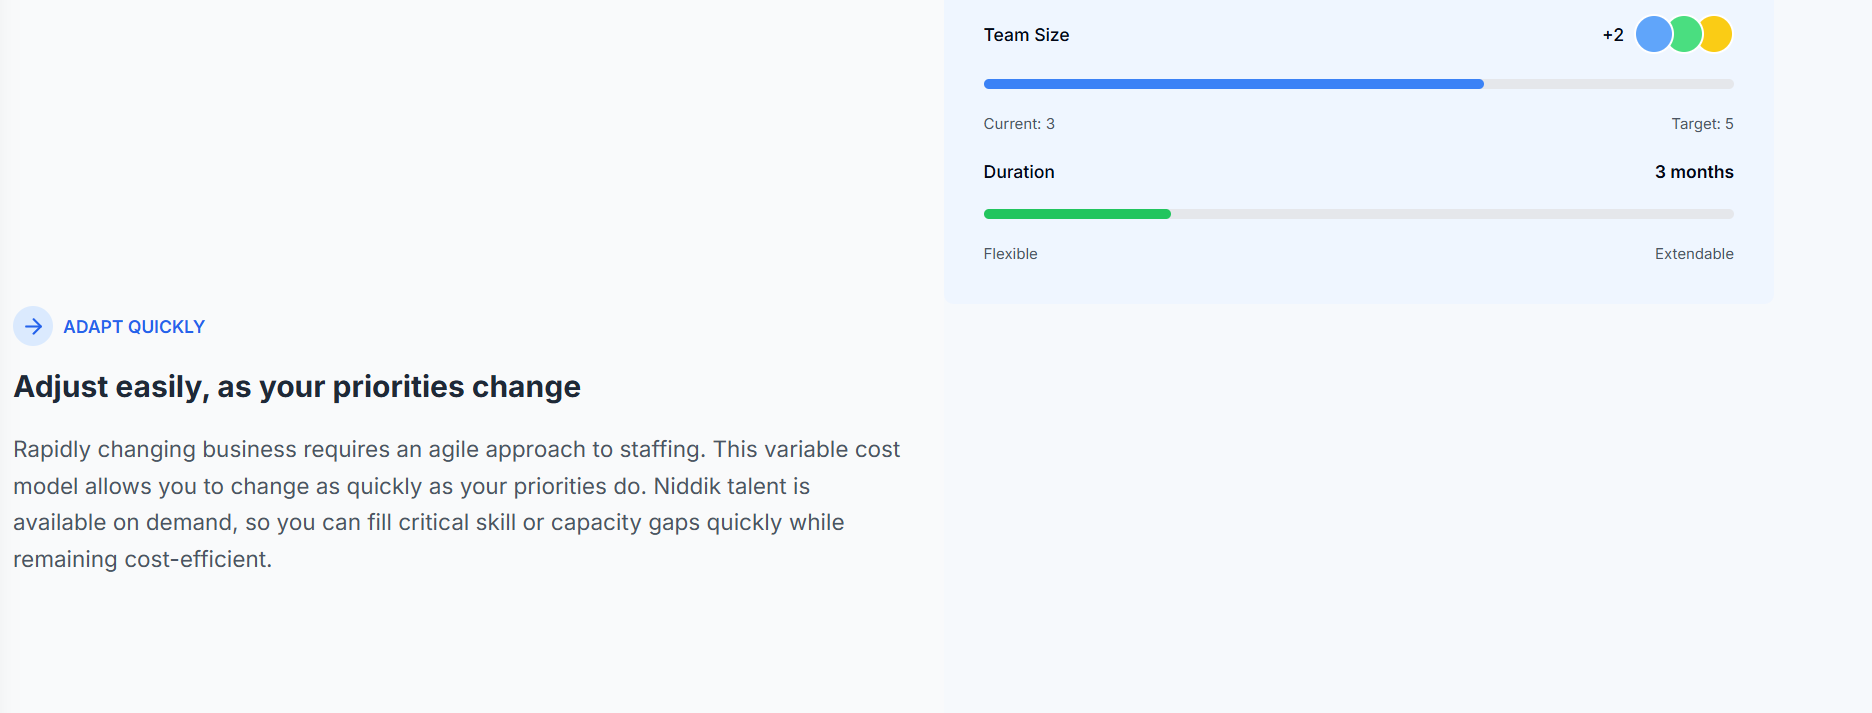 Team Size
+2
Current: 3
Target: 5
Duration
3 months
Flexible
Extendable
ADAPT QUICKLY
Adjust easily, as your priorities change
Rapidly changing business requires an agile approach to staffing. This variable cost
model allows you to change as quickly as your priorities do. Niddik talent is
available on demand, so you can fill critical skill or capacity gaps quickly while
remaining cost-efficient.